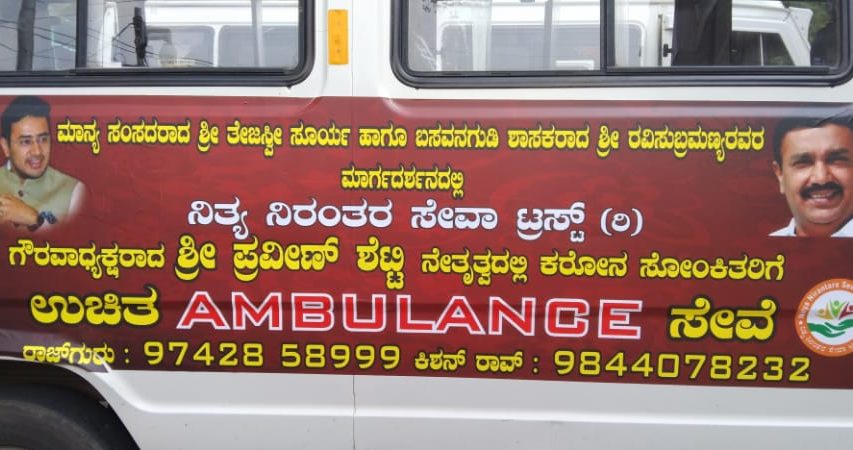 ಮಾನ್ಯ ಸಂಸದರಾದ ಶ್ರೀ ತೇಜಸ್ವೀ ಸೂರ್ಯ ಹಾಗೂ ಬಸವನಗುಡಿ ಶಾಸಕರಾದ ಶ್ರೀ ರವಿಸುಬ್ರಮಣ್ಯರವರ
ಮಾರ್ಗದರ್ಶನದಲ್ಲಿ
ನಿತ್ಯ ನಿರಂತರ ಸೇವಾ ಟ್ರಸ್ಟ್ (ರಿ)
ಗೌರವಾಧ್ಯಕ್ಷರಾದ ಶ್ರೀ ಪ್ರವೀಣ್ ಶೆಟ್ಟಿ ನೇತೃತ್ವದಲ್ಲಿ ಕರೋನ ಸೋಂಕಿತರಿಗೆ
ಉಚಿತ AMBULANCE ಸೇವೆ
ರಾಜ್‌ಗುರು : 97428 58999 ಕಿಶನ್ ರಾವ್ : 9844078232